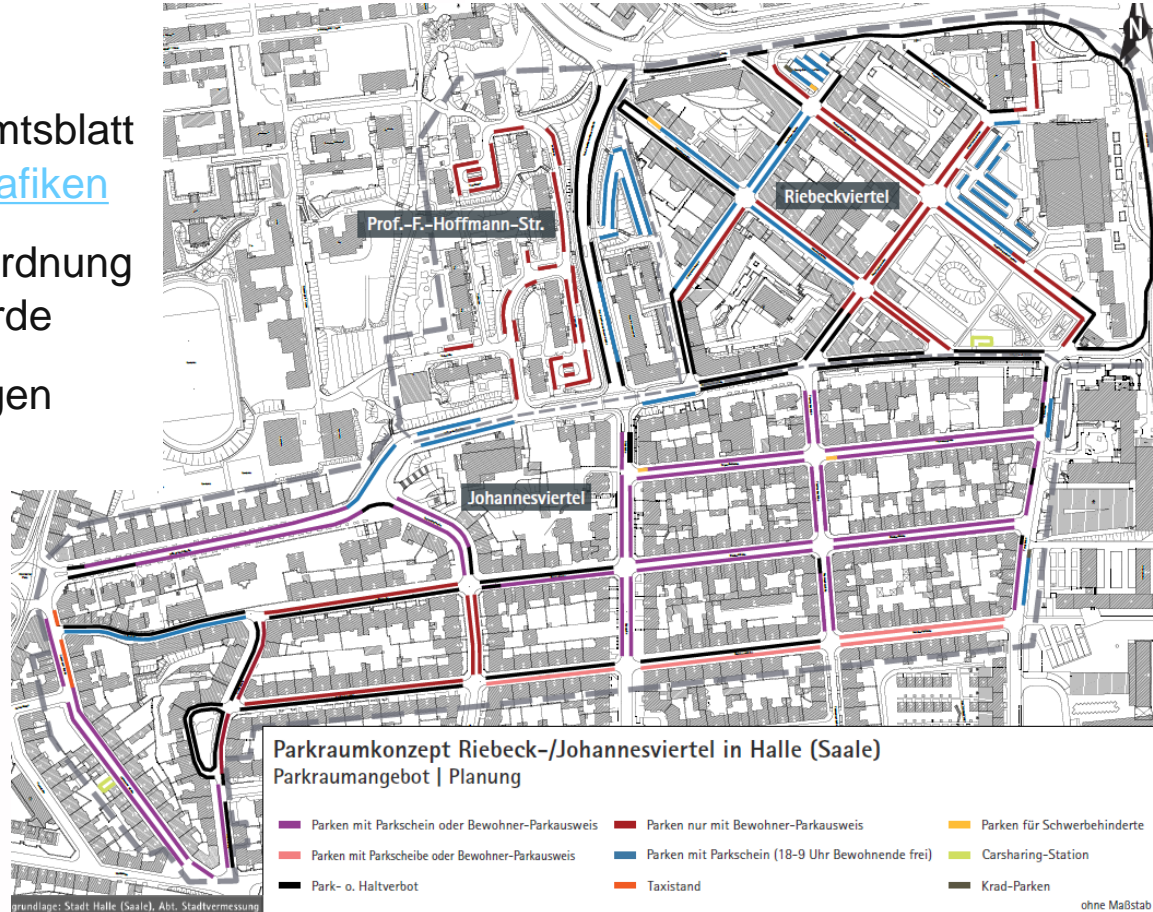 mtsblatt
afiken
rdnung
rde
gen
N
Prof.-F.-Hoffmann-Str.
Riebeckviertel
Johannesviertel
Parkraumkonzept Riebeck-/Johannesviertel in Halle (Saale)
Parkraumangebot | Planung
Parken mit Parkschein oder Bewohner-Parkausweis
Parken nur mit Bewohner-Parkausweis
Parken für Schwerbehinderte
Parken mit Parkscheibe oder Bewohner-Parkausweis
Parken mit Parkschein (18-9 Uhr Bewohnende frei)
Carsharing-Station
Park- o. Haltverbot
Taxistand
Krad-Parken
grundlage: Stadt Halle (Saale), Abt. Stadtvermessung
ohne Maßstab